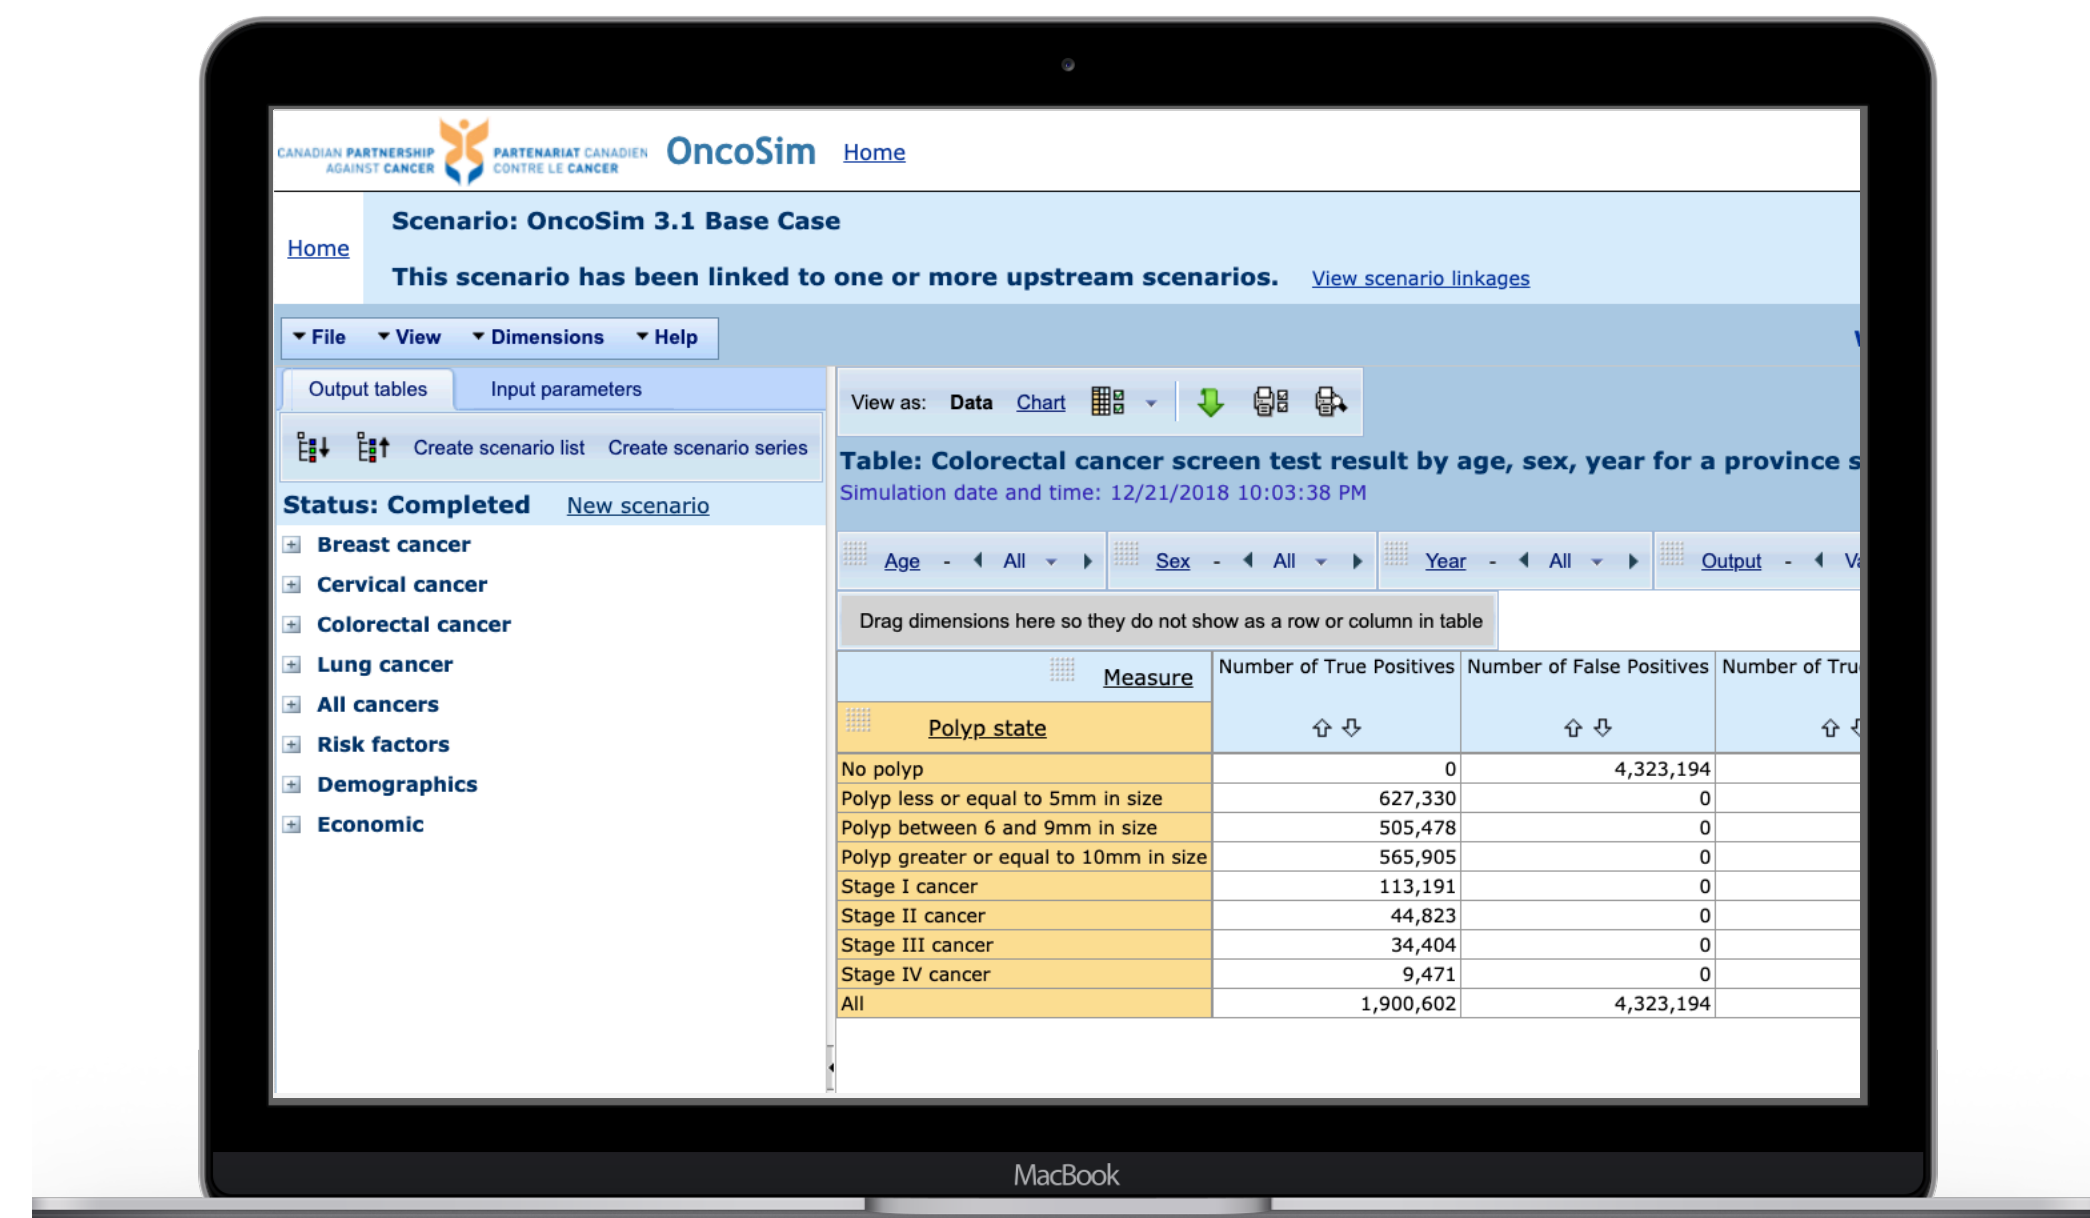 CANADIAN PARTNERSHIP
AGAINST CANCER
PARTENARIAT CANADIEN
CONTRE LE CANCER
OncoSim Home
Home
Scenario: OncoSim 3.1 Base Case
This scenario has been linked to one or more upstream scenarios. View scenario linkages
File View Dimensions Help
Output tables Input parameters
Create scenario list Create scenario series
Status: Completed New scenario
Breast cancer
Cervical cancer
Colorectal cancer
Lung cancer
All cancers
Risk factors
Demographics
Economic
View as: Data Chart
Table: Colorectal cancer screen test result by age, sex, year for a province s
Simulation date and time: 12/21/2018 10:03:38 PM
Age - All Sex - All Year - All Output - Va
Drag dimensions here so they do not show as a row or column in table
Measure Number of True Positives Number of False Positives Number of Tru
Polyp state
No polyp 0 4,323,194
Polyp less or equal to 5mm in size 627,330 0
Polyp between 6 and 9mm in size 505,478 0
Polyp greater or equal to 10mm in size 565,905 0
Stage I cancer 113,191 0
Stage II cancer 44,823 0
Stage III cancer 34,404 0
Stage IV cancer 9,471 0
All 1,900,602 4,323,194
MacBook